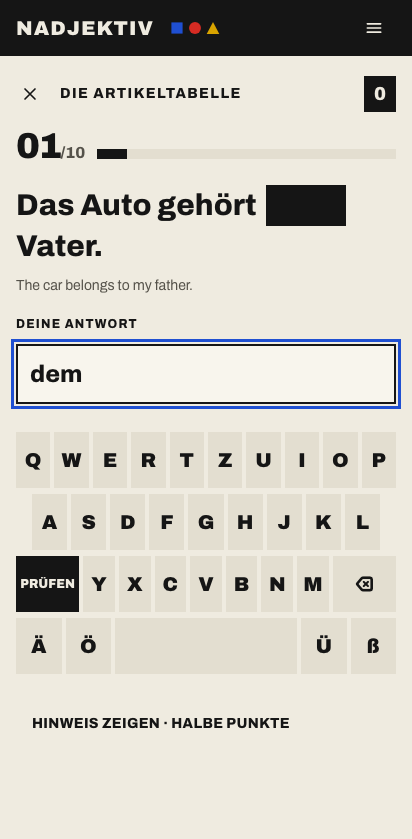 NADJEKTIV
DIE ARTIKELTABELLE 0
01/10
Das Auto gehört
Vater.
The car belongs to my father.
DEINE ANTWORT
dem
Q W E R T Z U I O P
A S D F G H J K L
PRÜFEN Y X C V B N M
Ä Ö Ü ß
HINWEIS ZEIGEN · HALBE PUNKTE